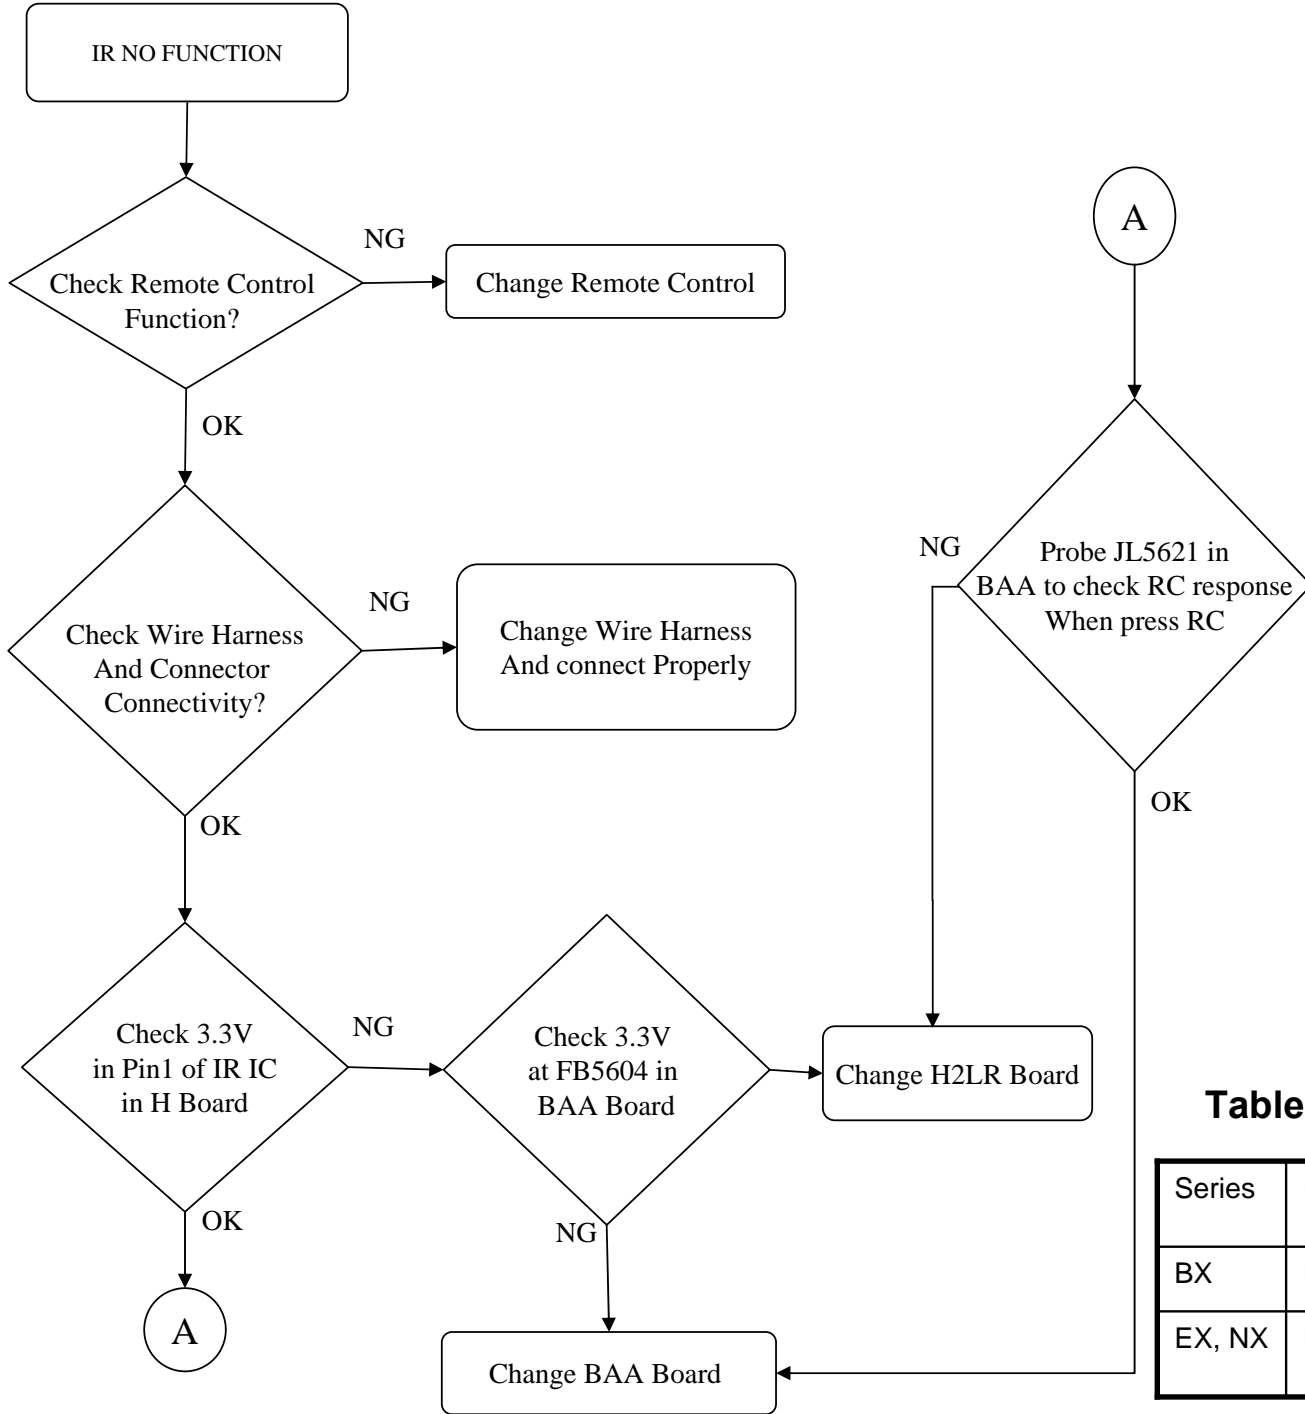 IR NO FUNCTION
NG
Check Remote Control
Function?
Change Remote Control
OK
NG
Check Wire Harness
And Connector
Connectivity?
Change Wire Harness
And connect Properly
OK
Check 3.3V
in Pin1 of IR IC
in H Board
NG
Check 3.3V
at FB5604 in
BAA Board
Change H2LR Board
OK
NG
A
Change BAA Board
A
NG
Probe JL5621 in
BAA to check RC response
When press RC
OK
Table
Series
BX
EX, NX